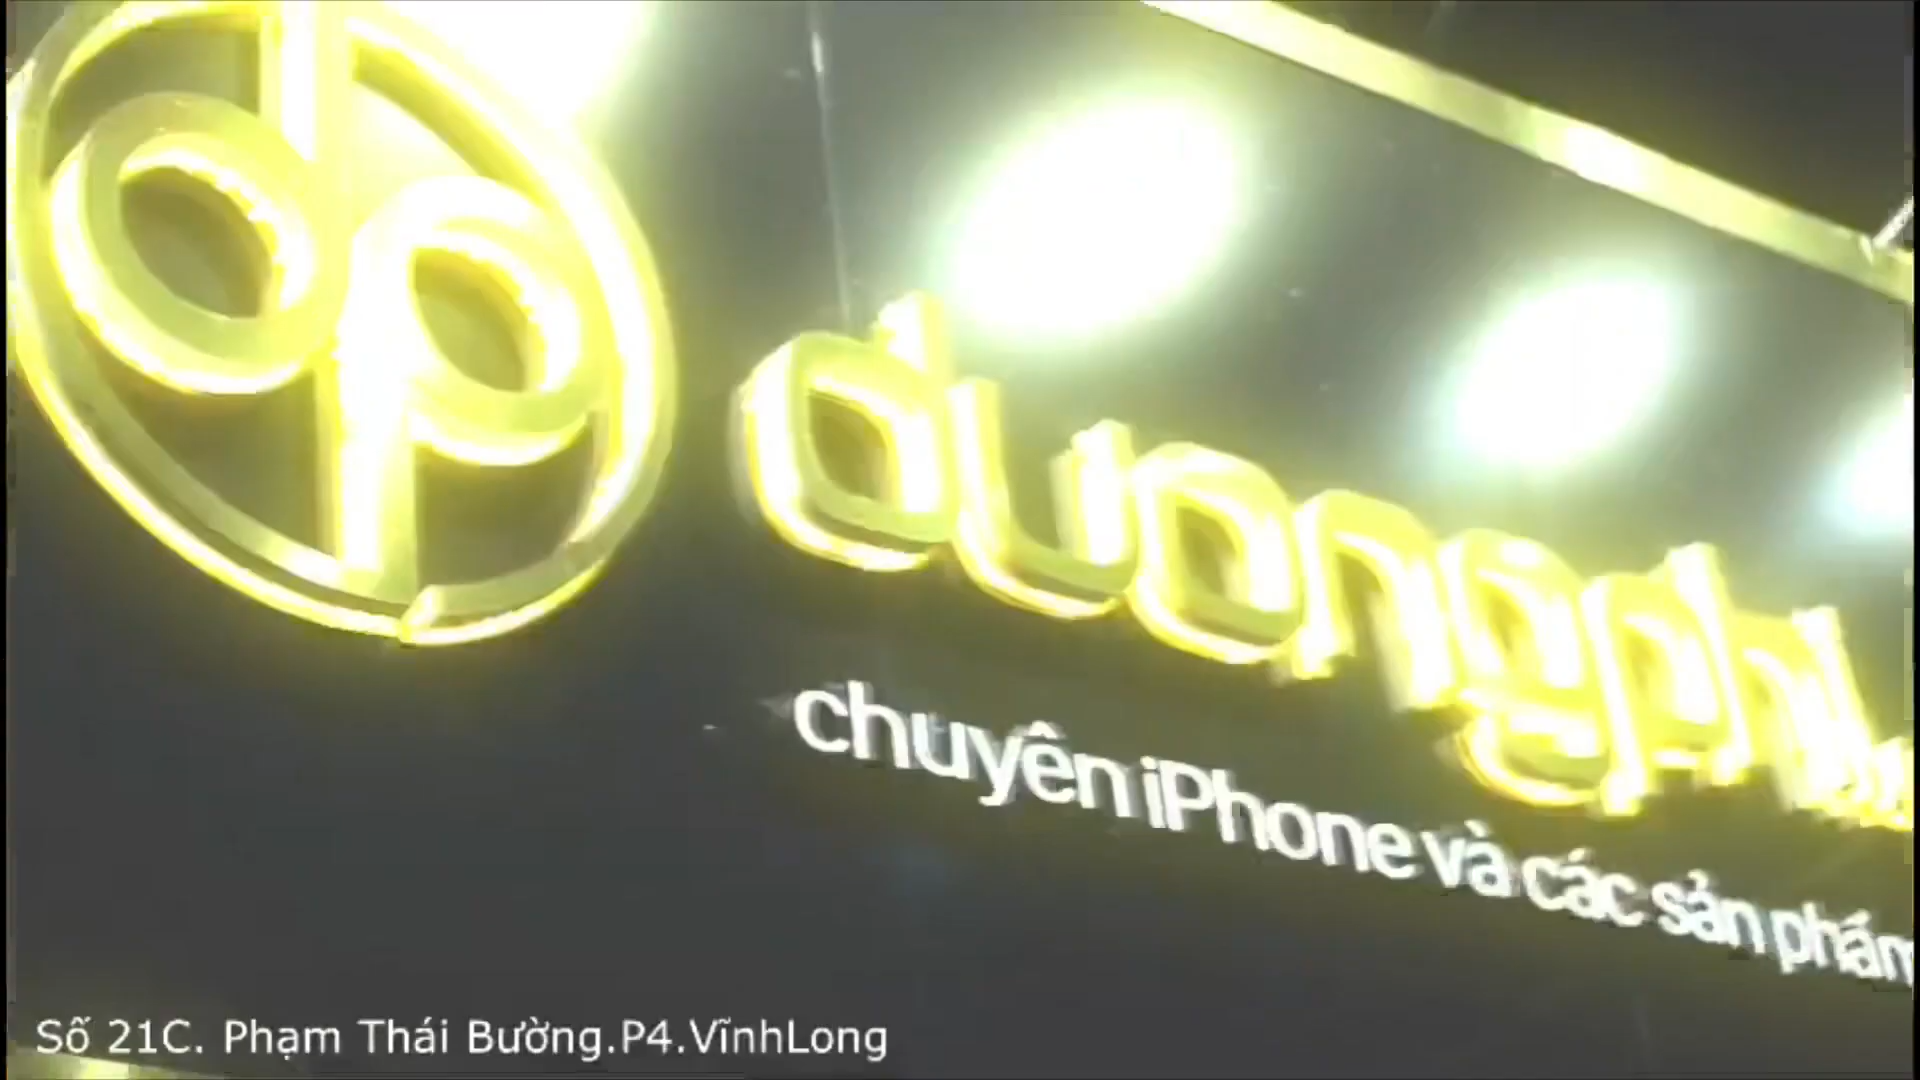 dp
chuyên iPhone và các sản phẩm
Số 21C. Phạm Thái Bường.P4.VĩnhLong